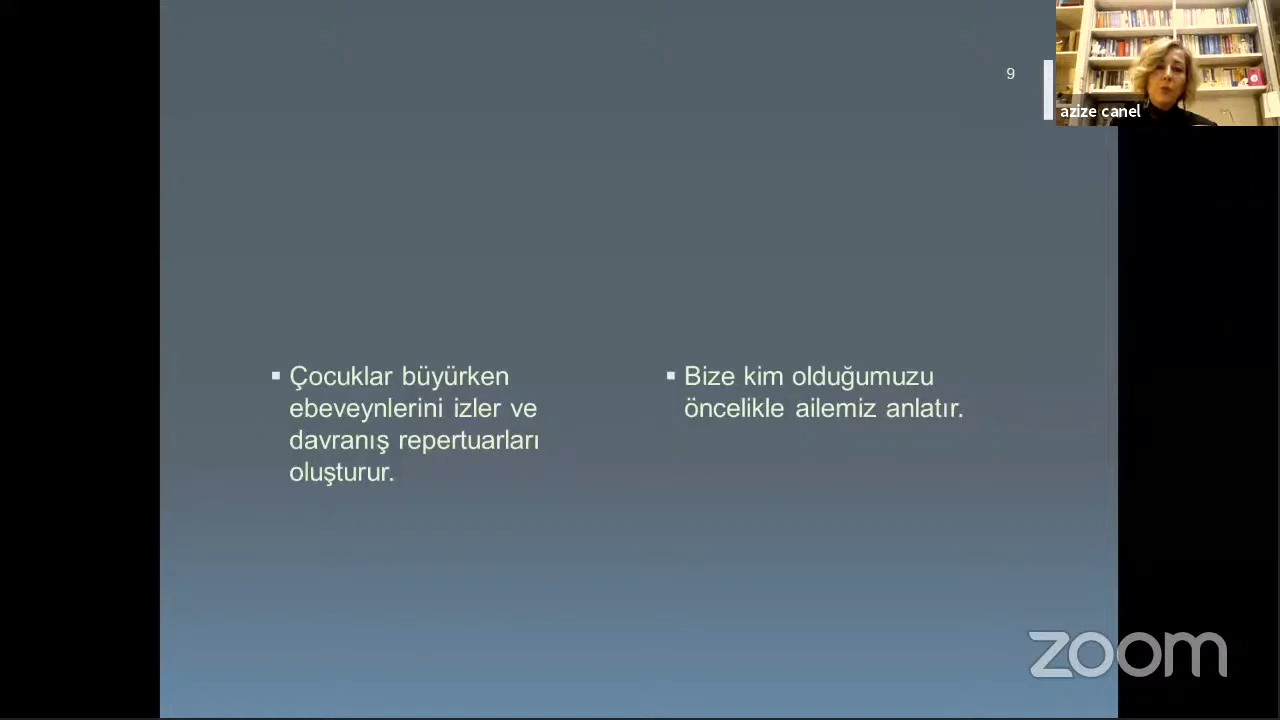 9
azize canel
Çocuklar büyürken
ebeveynlerini izler ve
davranış repertuarları
oluşturur.
Bize kim olduğumuzu
öncelikle ailemiz anlatır.
zoom